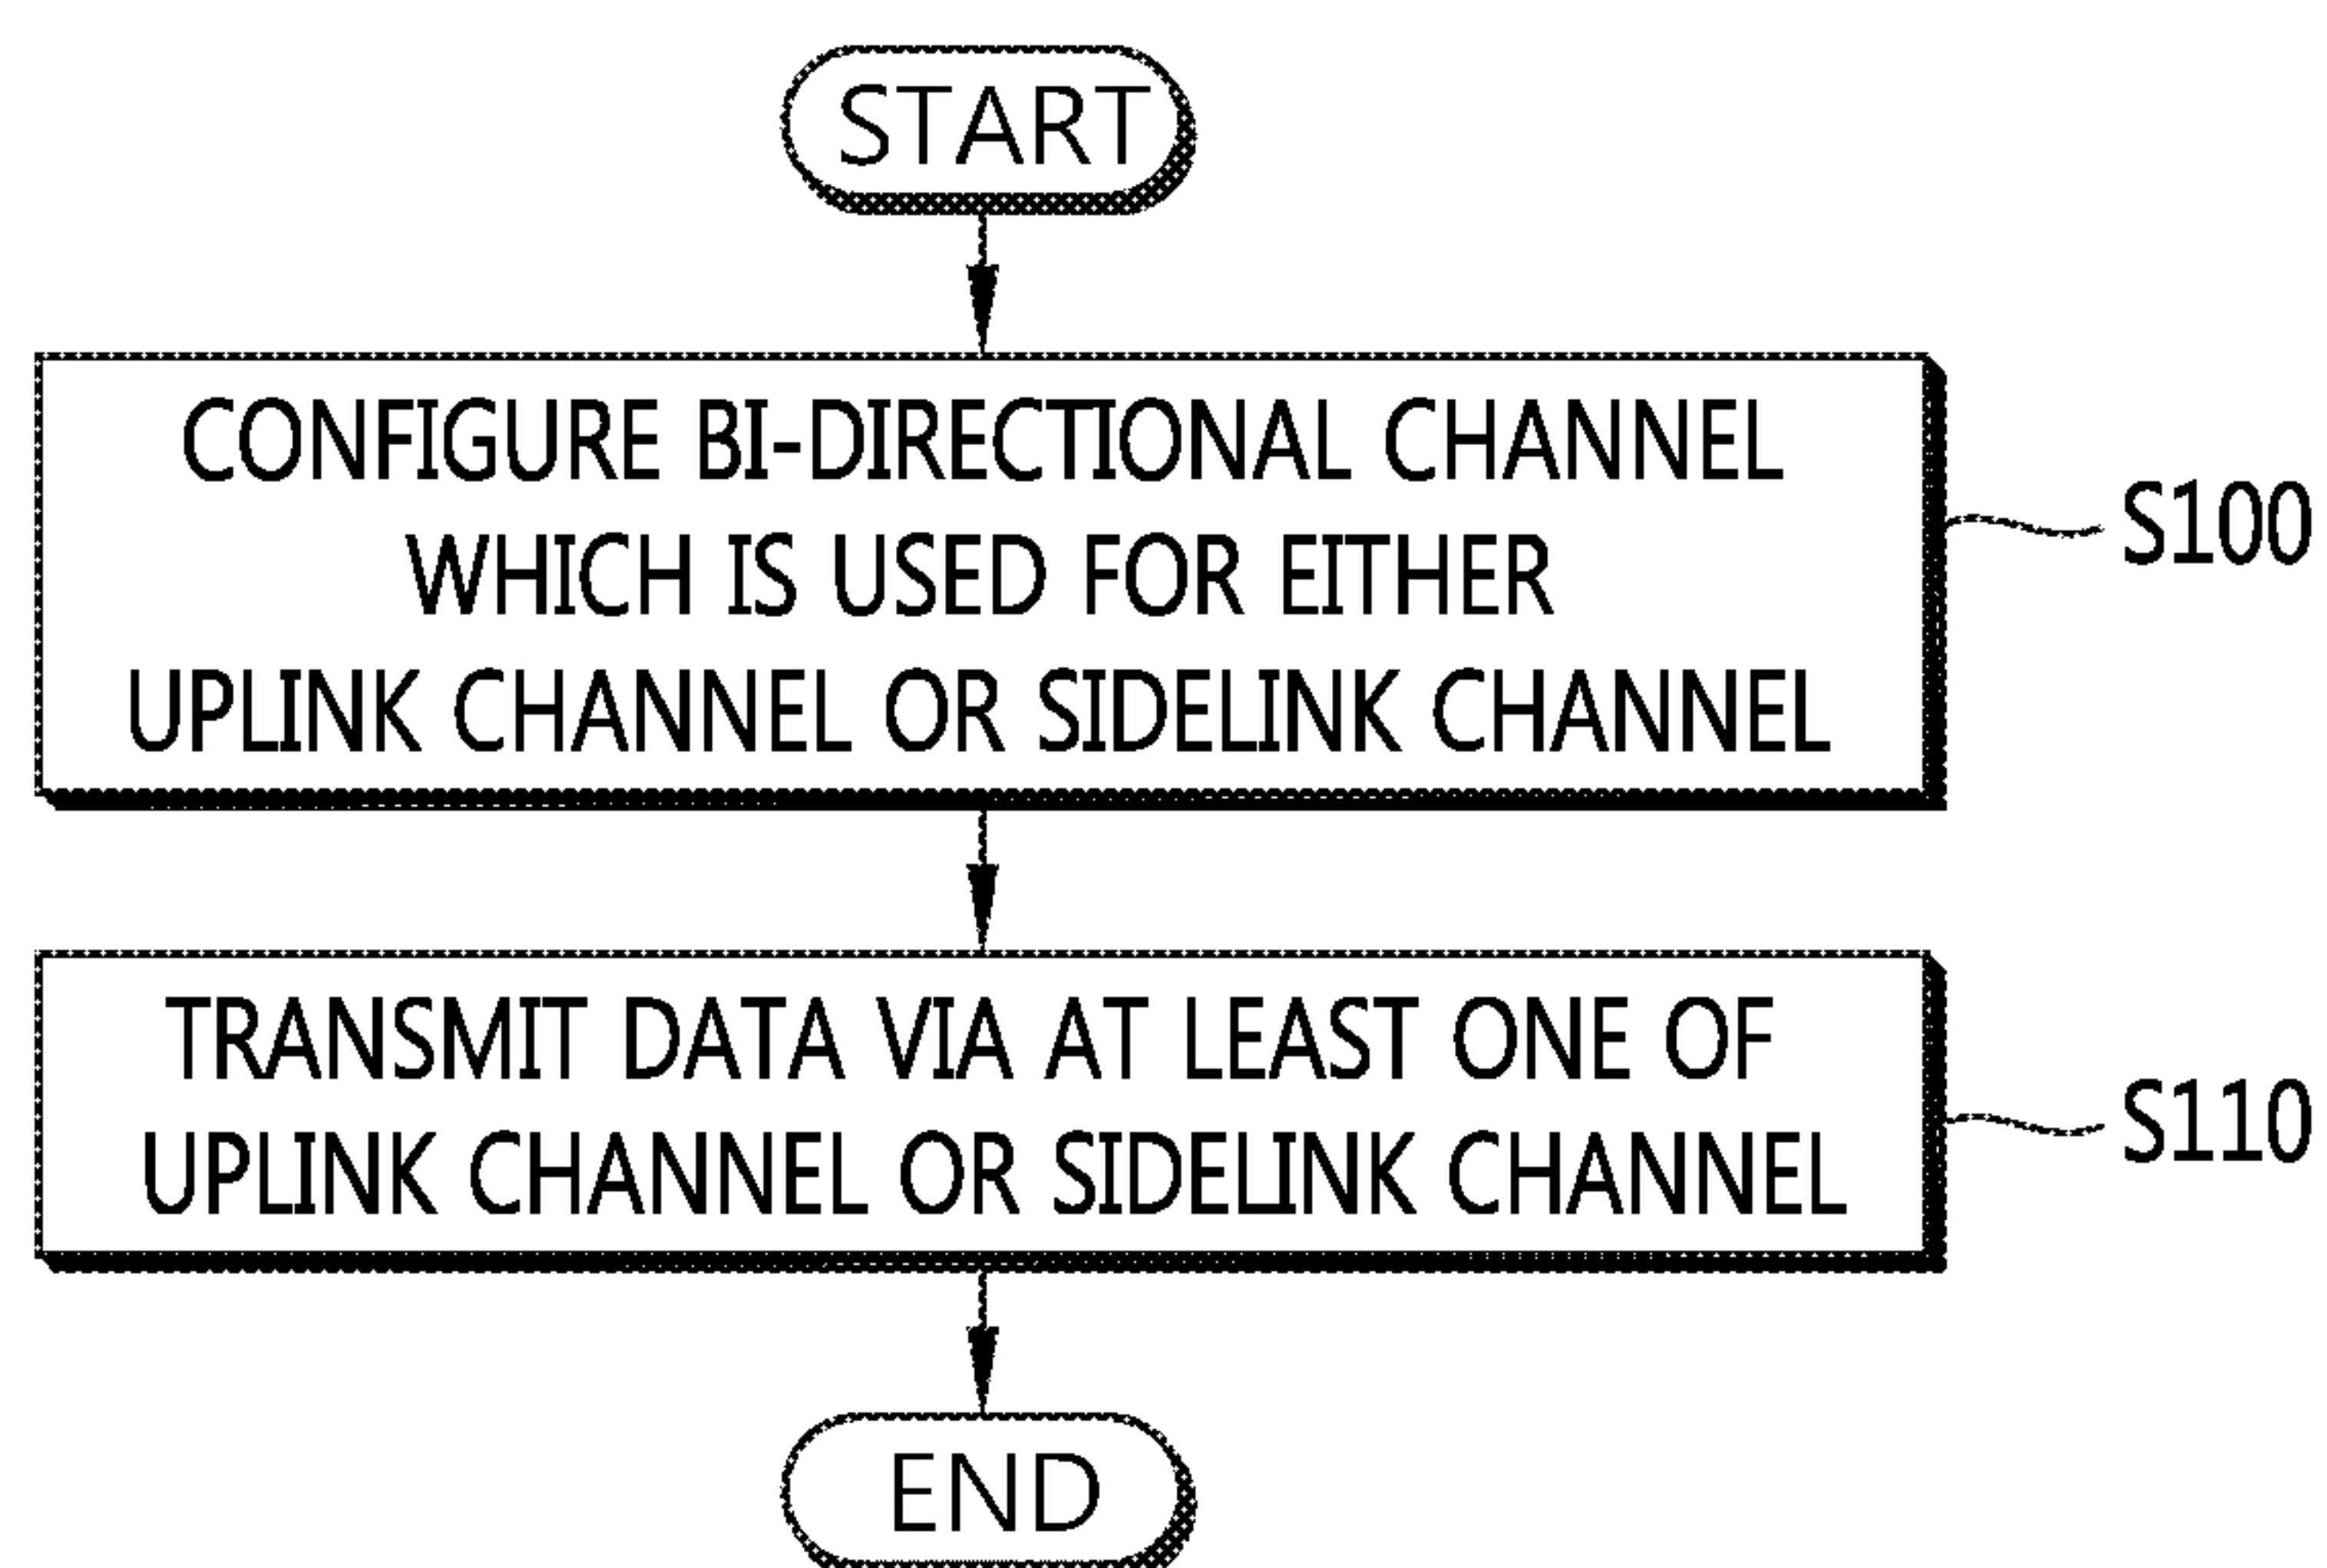 START
CONFIGURE BI-DIRECTIONAL CHANNEL
WHICH IS USED FOR EITHER
UPLINK CHANNEL OR SIDELINK CHANNEL
S100
TRANSMIT DATA VIA AT LEAST ONE OF
UPLINK CHANNEL OR SIDELINK CHANNEL
S110
END